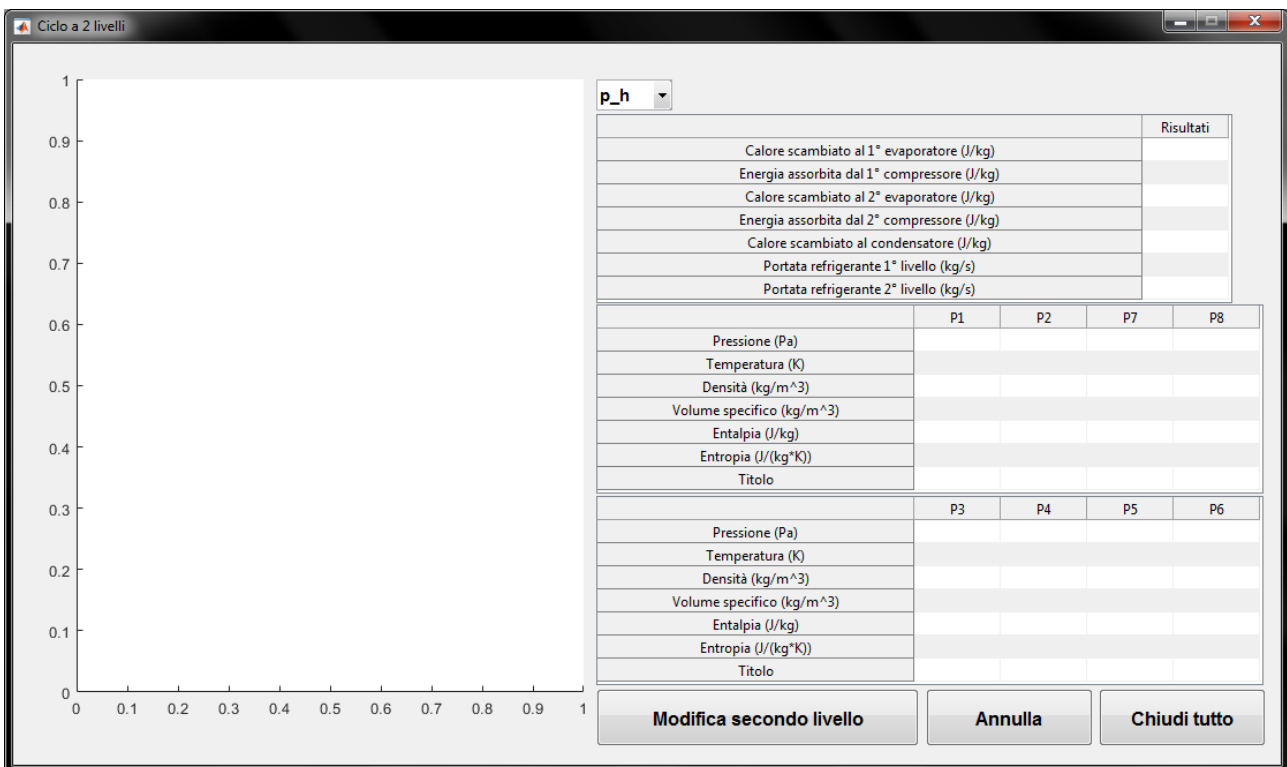 Ciclo a 2 livelli
1
0.9
0.8
0.7
0.6
0.5
0.4
0.3
0.2
0.1
0
0 0.1 0.2 0.3 0.4 0.5 0.6 0.7 0.8 0.9 1
p_h
Risultati
Calore scambiato al 1° evaporatore (J/kg)
Energia assorbita dal 1° compressore (J/kg)
Calore scambiato al 2° evaporatore (J/kg)
Energia assorbita dal 2° compressore (J/kg)
Calore scambiato al condensatore (J/kg)
Portata refrigerante 1° livello (kg/s)
Portata refrigerante 2° livello (kg/s)
P1 P2 P7 P8
Pressione (Pa)
Temperatura (K)
Densità (kg/m^3)
Volume specifico (kg/m^3)
Entalpia (J/kg)
Entropia (J/(kg*K))
Titolo
P3 P4 P5 P6
Pressione (Pa)
Temperatura (K)
Densità (kg/m^3)
Volume specifico (kg/m^3)
Entalpia (J/kg)
Entropia (J/(kg*K))
Titolo
Modifica secondo livello Annulla Chiudi tutto